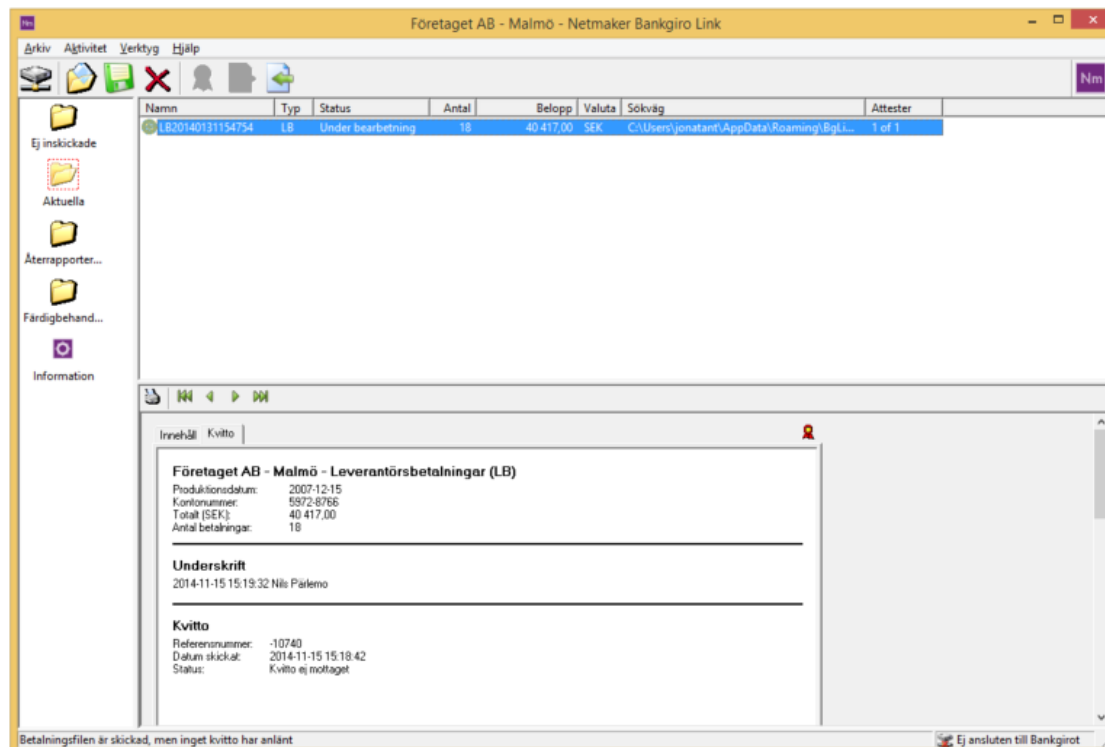 Nm
Företaget AB - Malmö - Netmaker Bankgiro Link
Arkiv Aktivitet Verktyg Hjälp
Nm
Namn Typ Status Antal Belopp Valuta Sökväg Attester
LB20140131154754 LB Under bearbetning 18 40 417,00 SEK C:\Users\jonatant\AppData\Roaming\BgLi... 1 of 1
Ej inskickade
Aktuella
Återrapporter...
Färdigbehand...
Information
Innehåll Kvitto
Företaget AB - Malmö - Leverantörsbetalningar (LB)
Produktionsdatum: 2007-12-15
Kontonummer: 5972-8766
Totalt (SEK): 40 417,00
Antal betalningar: 18
Underskrift
2014-11-15 15:19:32 Nils Pärlemo
Kvitto
Referensnummer: -10740
Datum skickat: 2014-11-15 15:18:42
Status: Kvitto ej mottaget
Betalningsfilen är skickad, men inget kvitto har anlänt Ej ansluten till Bankgirot